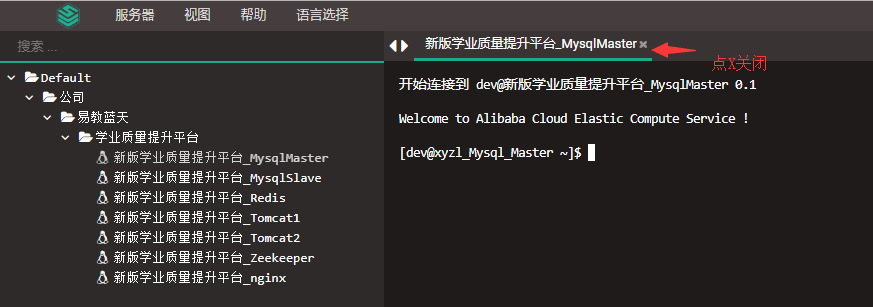 服务器 视图 帮助 语言选择
搜索 ...
新版学业质量提升平台_MysqlMaster×
点X关闭
Default
公司
易教蓝天
学业质量提升平台
新版学业质量提升平台_MysqlMaster
新版学业质量提升平台_MysqlSlave
新版学业质量提升平台_Redis
新版学业质量提升平台_Tomcat1
新版学业质量提升平台_Tomcat2
新版学业质量提升平台_Zeekeeper
新版学业质量提升平台_nginx
开始连接到 dev@新版学业质量提升平台_MysqlMaster 0.1
Welcome to Alibaba Cloud Elastic Compute Service !
[dev@xyzl_Mysql_Master ~]$